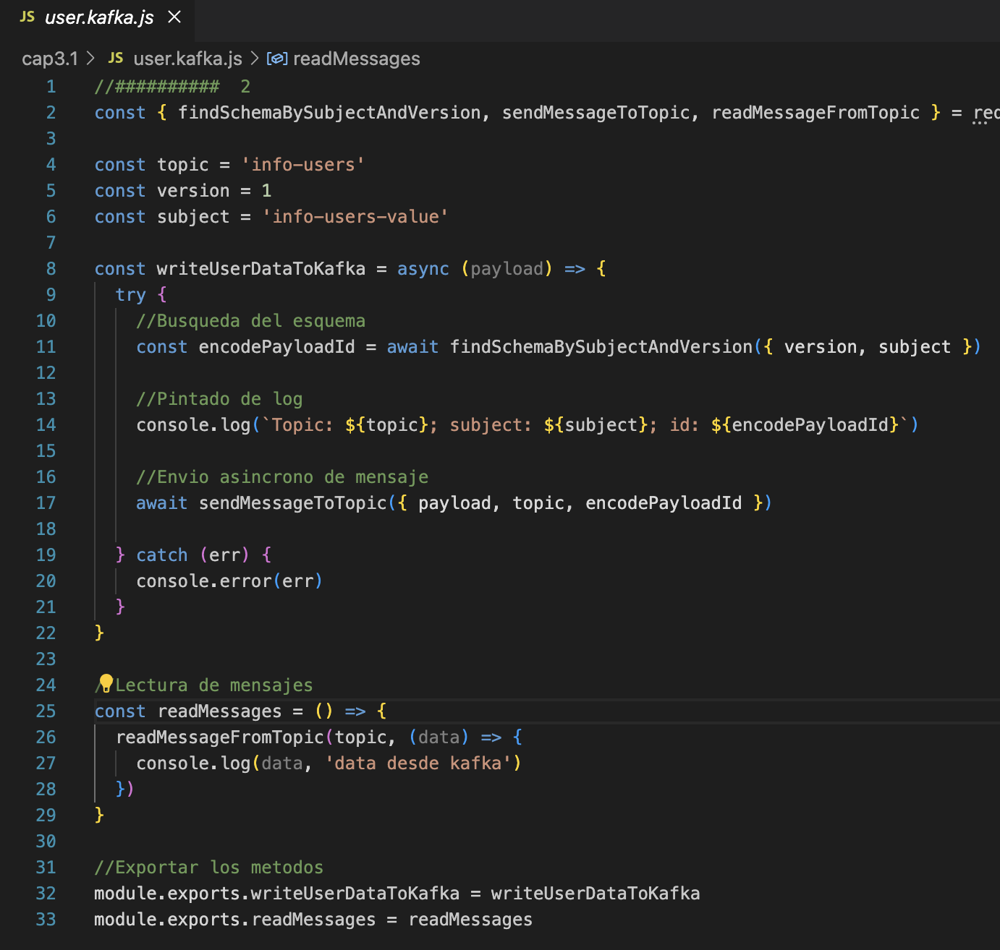 JS user.kafka.js ×
cap3.1 > JS user.kafka.js > readMessages
1 //########## 2
2 const { findSchemaBySubjectAndVersion, sendMessageToTopic, readMessageFromTopic } =
3
4 const topic = 'info-users'
5 const version = 1
6 const subject = 'info-users-value'
7
8 const writeUserDataToKafka = async (payload) => {
9 try {
10 //Busqueda del esquema
11 const encodePayloadId = await findSchemaBySubjectAndVersion({ version, subject })
12
13 //Pintado de log
14 console.log(`Topic: ${topic}; subject: ${subject}; id: ${encodePayloadId}`)
15
16 //Envio asincrono de mensaje
17 await sendMessageToTopic({ payload, topic, encodePayloadId })
18
19 } catch (err) {
20 console.error(err)
21 }
22 }
23
24 /Lectura de mensajes
25 const readMessages = () => {
26 readMessageFromTopic(topic, (data) => {
27 console.log(data, 'data desde kafka')
28 })
29 }
30
31 //Exportar los metodos
32 module.exports.writeUserDataToKafka = writeUserDataToKafka
33 module.exports.readMessages = readMessages